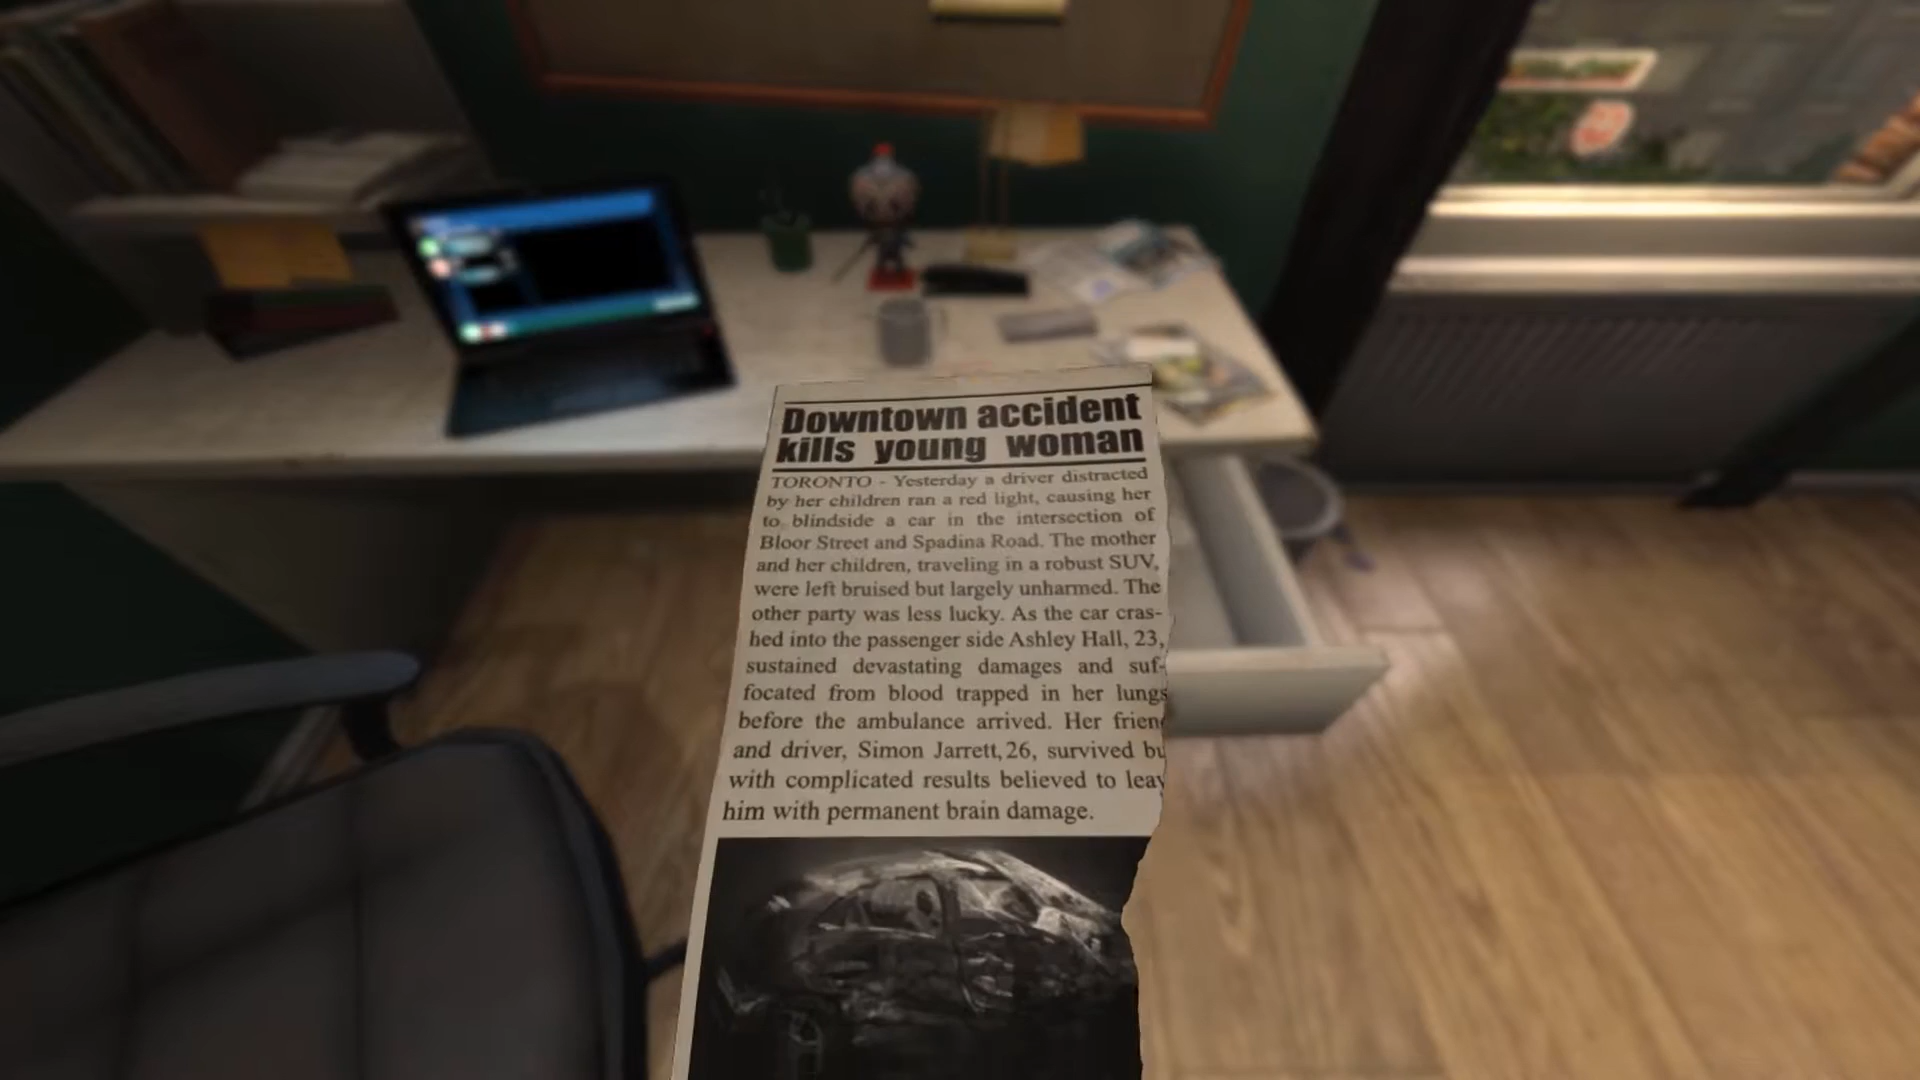 Downtown accident
kills young woman
TORONTO - Yesterday a driver distracted
by her children ran a red light, causing her
to blindside a car in the intersection of
Bloor Street and Spadina Road. The mother
and her children, traveling in a robust SUV,
were left bruised but largely unharmed. The
other party was less lucky. As the car cras-
hed into the passenger side Ashley Hall, 23,
sustained devastating damages and suf-
focated from blood trapped in her lungs
before the ambulance arrived. Her frien
and driver, Simon Jarrett, 26, survived bu
with complicated results believed to leav
him with permanent brain damage.